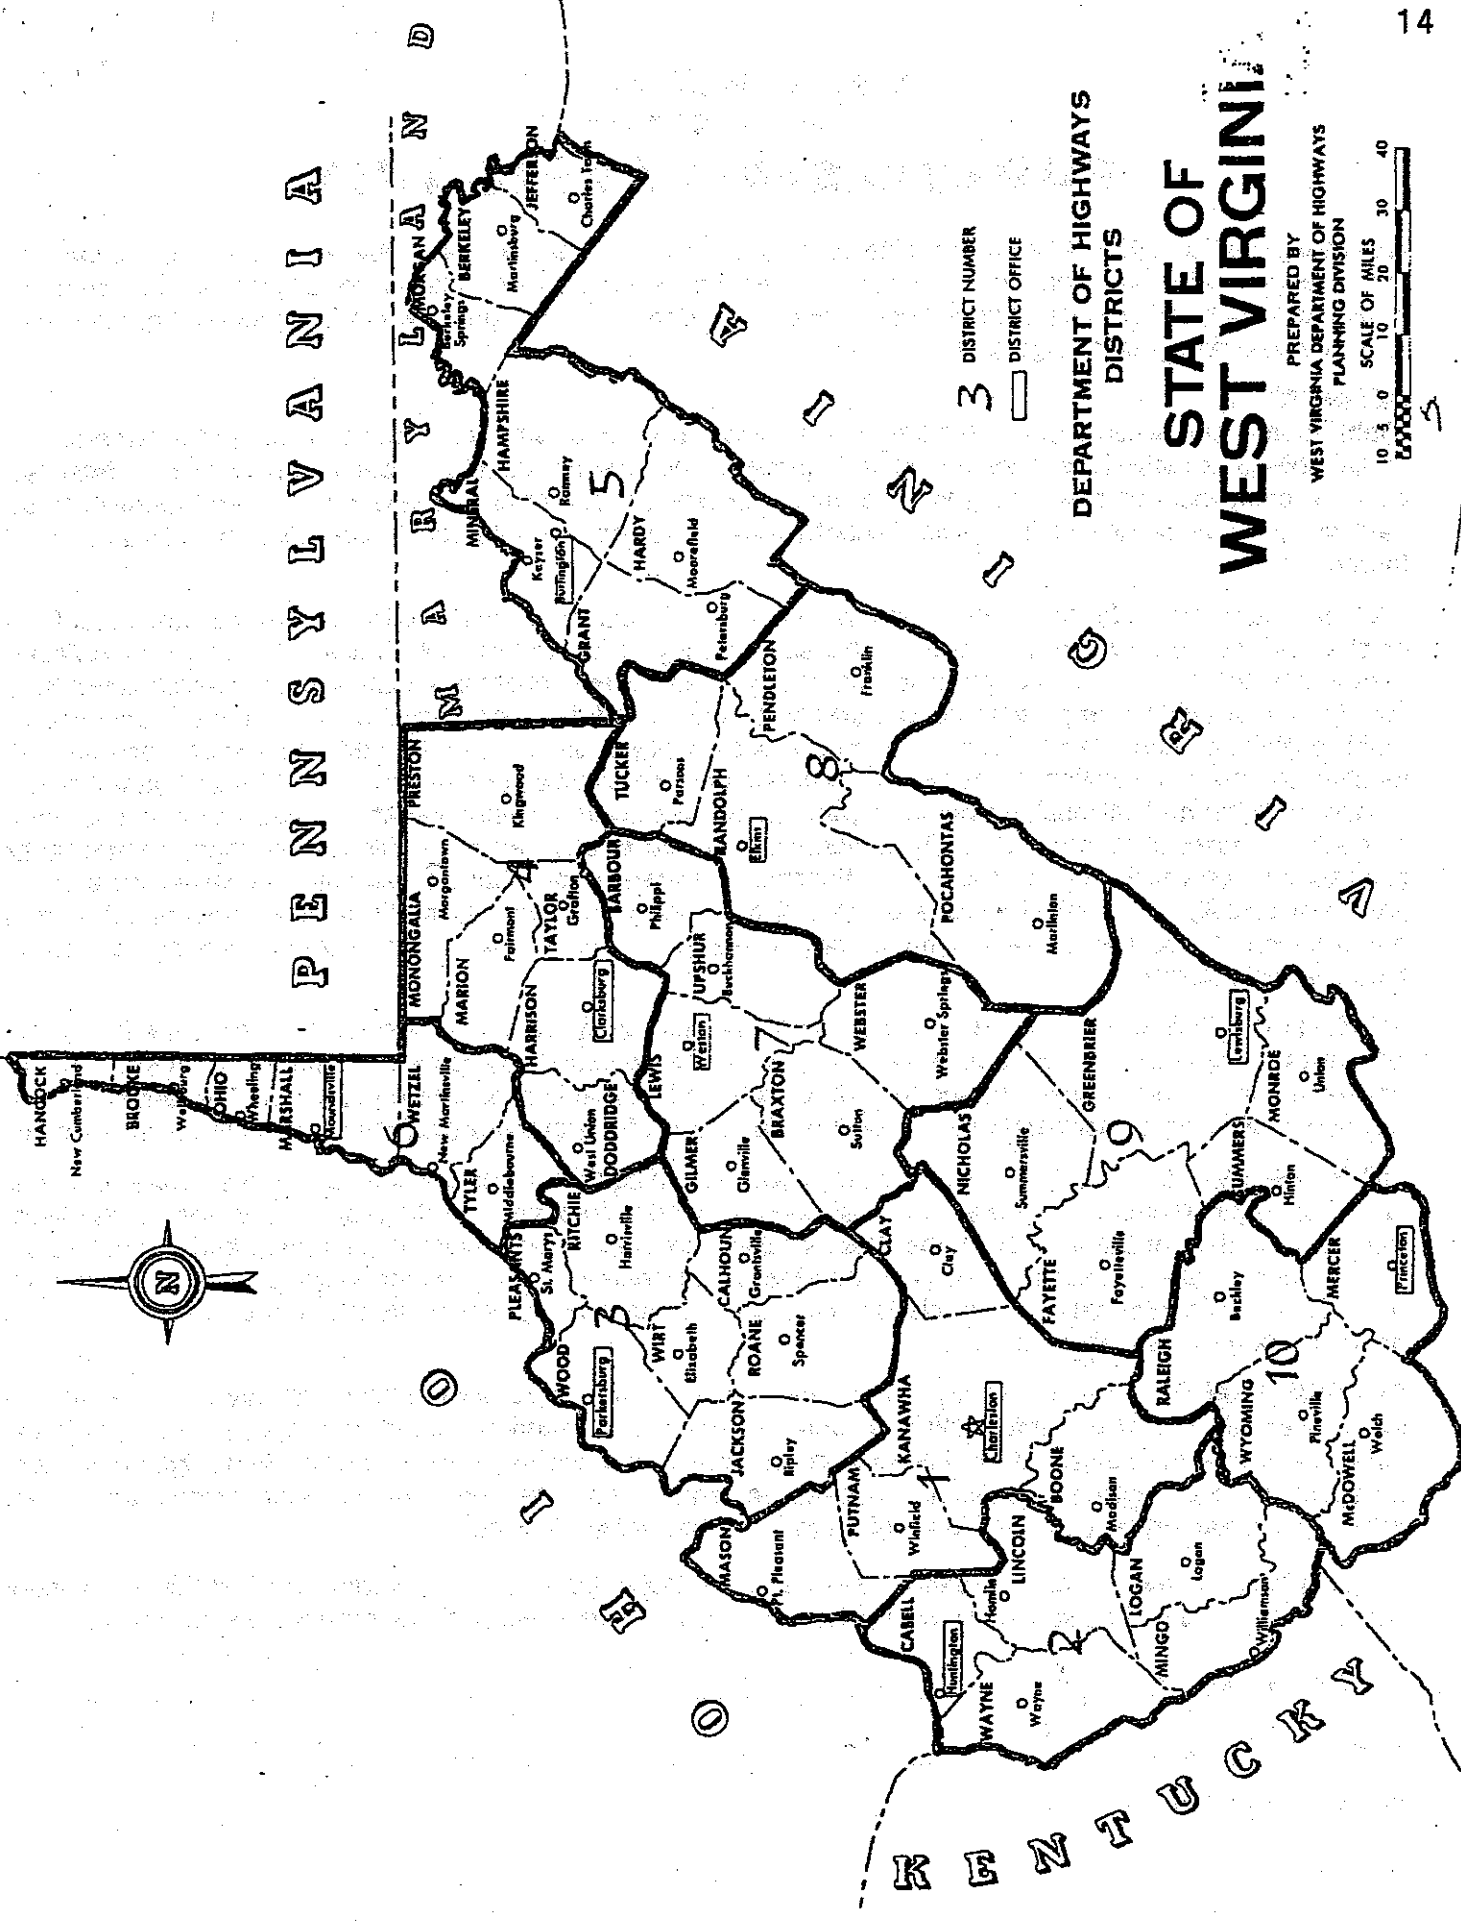 14
PENNSYLVANIA
MARYLAND
OHIO
KENTUCKY
VIRGINIA
N
HANCOCK
New Cumberland
BROOKE
Wellsburg
OHIO
Wheeling
MARSHALL
Moundsville
6
WETZEL
New Martinsville
TYLER
Middlebourne
PLEASANTS
St. Marys
RITCHIE
Harrisville
WOOD
Parkersburg
3
WIRT
Elizabeth
CALHOUN
Grantsville
ROANE
Spencer
JACKSON
Ripley
MONONGALIA
Morgantown
PRESTON
Kingwood
MARION
Fairmont
4
TAYLOR
Grafton
HARRISON
Clarksburg
DODDRIDGE
West Union
BARBOUR
Philippi
UPSHUR
Buckhannon
LEWIS
Weston
7
GILMER
Glenville
BRAXTON
Sutton
WEBSTER
Webster Springs
TUCKER
Parsons
RANDOLPH
Elkins
8
PENDLETON
Franklin
POCAHONTAS
Marlinton
MINERAL
Keyser
Burlington
HAMPSHIRE
Romney
5
GRANT
Petersburg
HARDY
Moorefield
MORGAN
Berkeley Springs
BERKELEY
Martinsburg
JEFFERSON
Charles Town
MASON
Pt. Pleasant
PUTNAM
Winfield
1
KANAWHA
Charleston
CLAY
Clay
BOONE
Madison
CABELL
Huntington
WAYNE
Wayne
LINCOLN
Hamlin
2
LOGAN
Logan
MINGO
Williamson
NICHOLAS
Summersville
FAYETTE
Fayetteville
9
GREENBRIER
Lewisburg
SUMMERS
Hinton
MONROE
Union
RALEIGH
Beckley
10
WYOMING
Pineville
McDOWELL
Welch
MERCER
Princeton
3 DISTRICT NUMBER
DISTRICT OFFICE
DEPARTMENT OF HIGHWAYS
DISTRICTS
STATE OF
WEST VIRGINIA
PREPARED BY
WEST VIRGINIA DEPARTMENT OF HIGHWAYS
PLANNING DIVISION
SCALE OF MILES
10 5 0 10 20 30 40